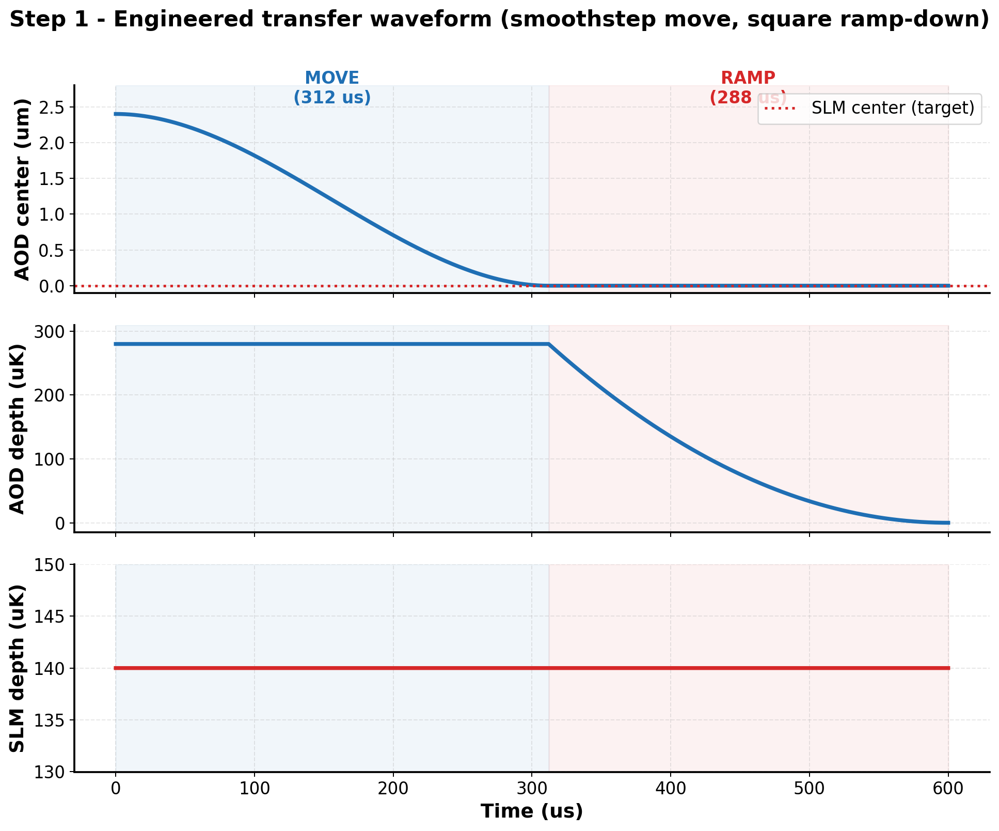 Step 1 - Engineered transfer waveform (smoothstep move, square ramp-down)
MOVE
(312 us)
RAMP
(288 us)
SLM center (target)
AOD center (um)
2.5
2.0
1.5
1.0
0.5
0.0
AOD depth (uK)
300
200
100
0
SLM depth (uK)
150
145
140
135
130
0 100 200 300 400 500 600
Time (us)